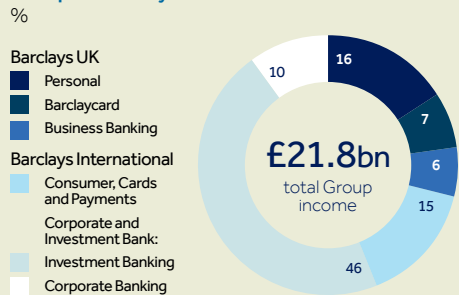 %
Barclays UK
Personal
Barclaycard
Business Banking
Barclays International
Consumer, Cards
and Payments
Corporate and
Investment Bank:
Investment Banking
Corporate Banking
10
16
7
6
15
46
£21.8bn
total Group
income